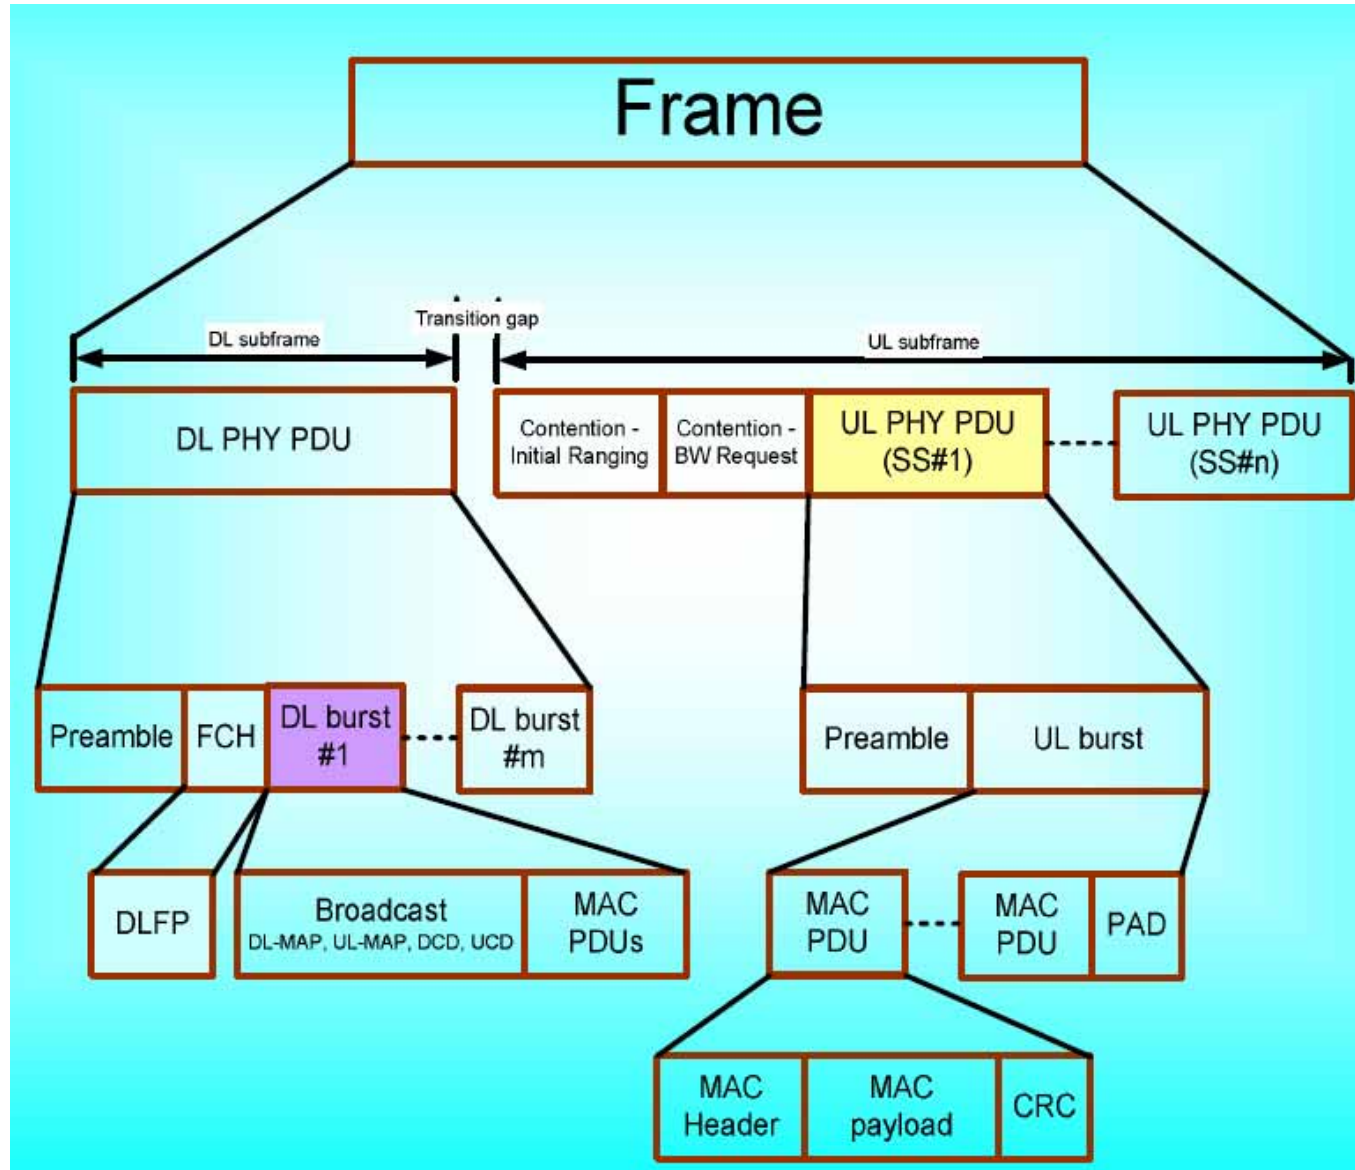 Frame
Transition gap
DL subframe
UL subframe
DL PHY PDU
Contention -
Initial Ranging
Contention -
BW Request
UL PHY PDU
(SS#1)
UL PHY PDU
(SS#n)
Preamble
FCH
DL burst
#1
DL burst
#m
Preamble
UL burst
DLFP
Broadcast
DL-MAP, UL-MAP, DCD, UCD
MAC
PDUs
MAC
PDU
MAC
PDU
PAD
MAC
Header
MAC
payload
CRC